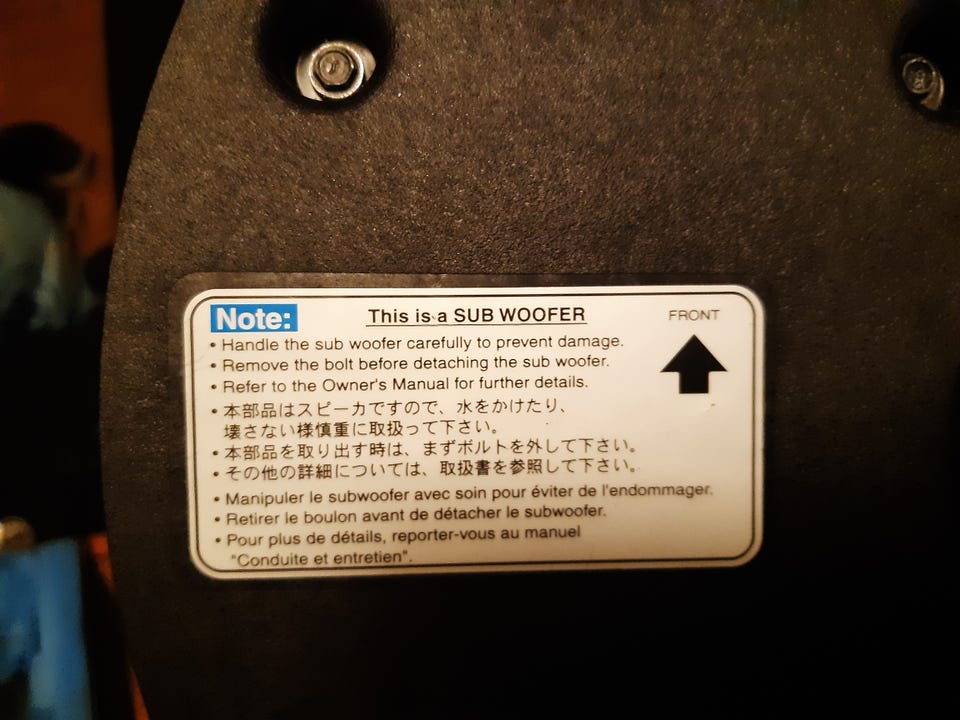 Note: This is a SUB WOOFER FRONT
• Handle the sub woofer carefully to prevent damage.
• Remove the bolt before detaching the sub woofer.
• Refer to the Owner's Manual for further details.
• 本部品はスピーカですので、水をかけたり、
壊さない様慎重に取扱って下さい。
• 本部品を取り出す時は、まずボルトを外して下さい。
• その他の詳細については、取扱書を参照して下さい。
• Manipuler le subwoofer avec soin pour éviter de l'endommager.
• Retirer le boulon avant de détacher le subwoofer.
• Pour plus de détails, reporter-vous au manuel
"Conduite et entretien".